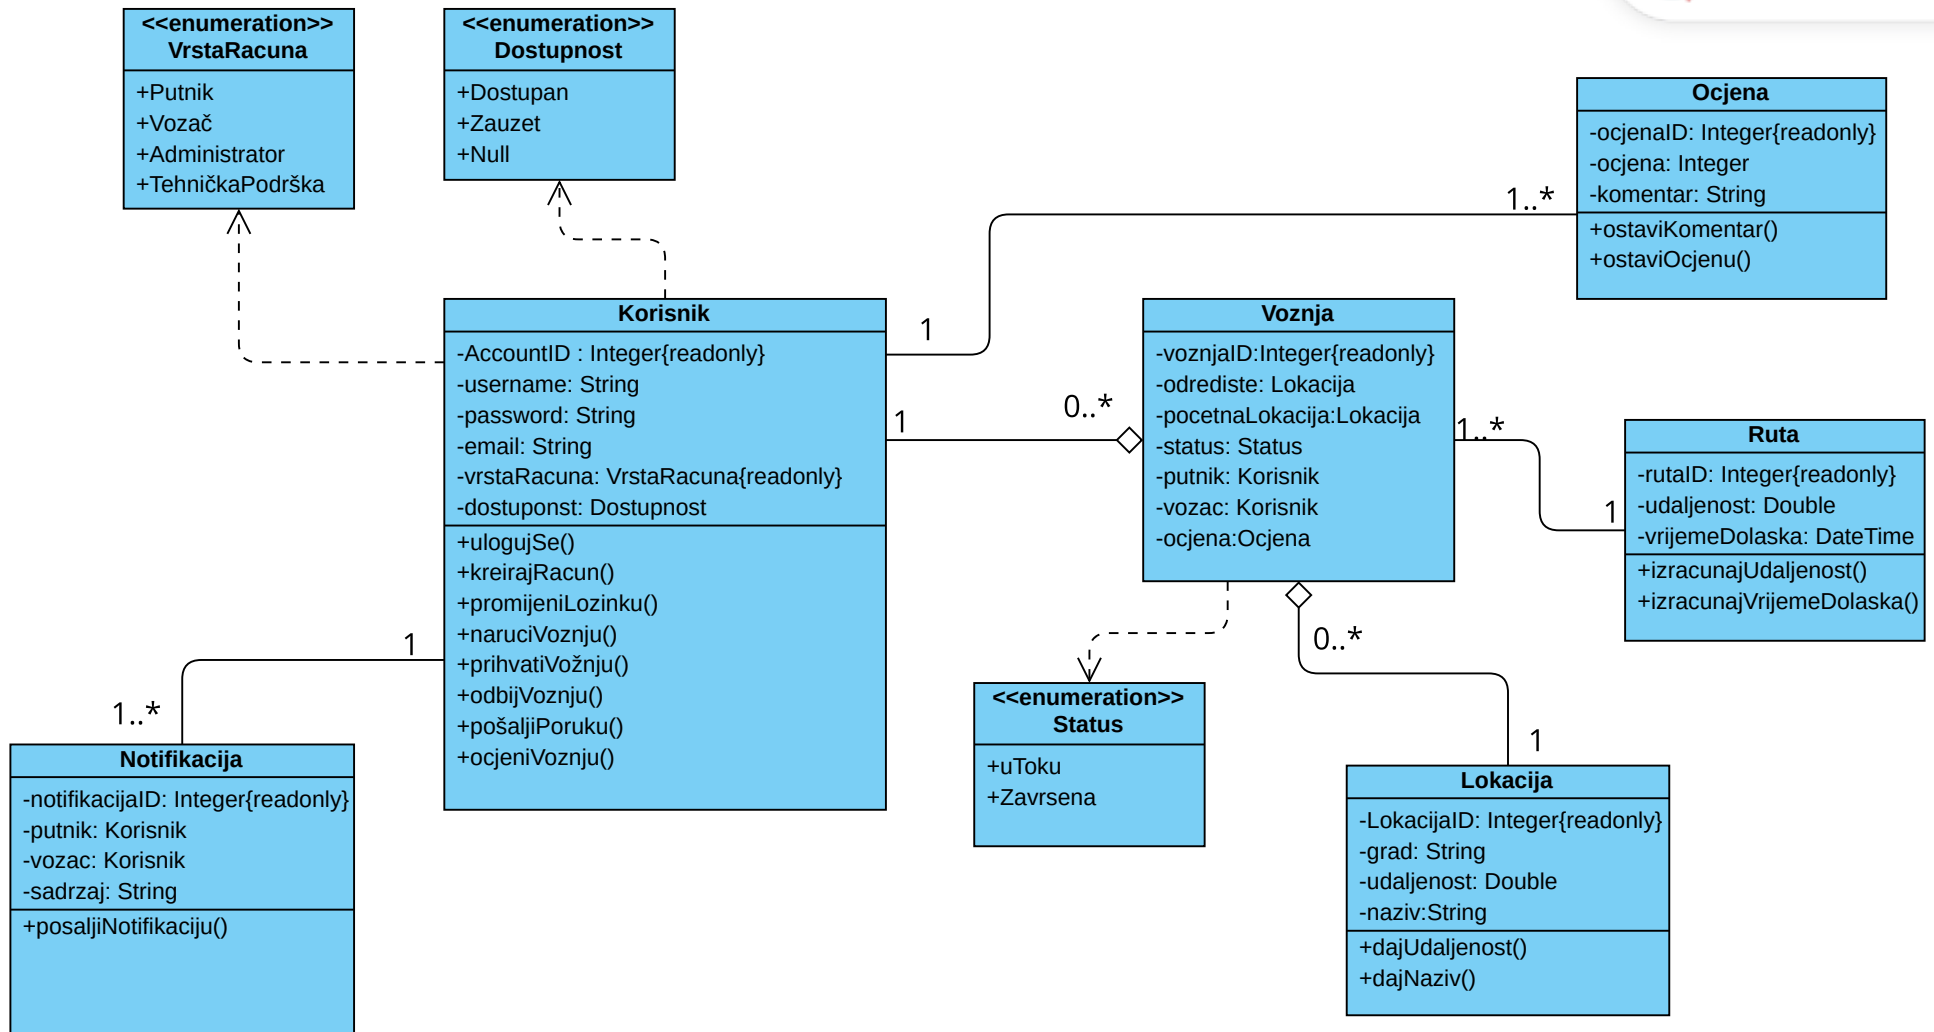 <<enumeration>>
VrstaRacuna
+Putnik
+Vozač
+Administrator
+TehničkaPodrška
<<enumeration>>
Dostupnost
+Dostupan
+Zauzet
+Null
Ocjena
-ocjenaID: Integer{readonly}
-ocjena: Integer
-komentar: String
+ostaviKomentar()
+ostaviOcjenu()
1..*
1
Korisnik
-AccountID : Integer{readonly}
-username: String
-password: String
-email: String
-vrstaRacuna: VrstaRacuna{readonly}
-dostuponst: Dostupnost
+ulogujSe()
+kreirajRacun()
+promijeniLozinku()
+naruciVoznju()
+prihvatiVožnju()
+odbijVoznju()
+pošaljiPoruku()
+ocjeniVoznju()
1
0..*
Voznja
-voznjaID:Integer{readonly}
-odrediste: Lokacija
-pocetnaLokacija:Lokacija
-status: Status
-putnik: Korisnik
-vozac: Korisnik
-ocjena:Ocjena
1..*
1
Ruta
-rutaID: Integer{readonly}
-udaljenost: Double
-vrijemeDolaska: DateTime
+izracunajUdaljenost()
+izracunajVrijemeDolaska()
1
1..*
Notifikacija
-notifikacijaID: Integer{readonly}
-putnik: Korisnik
-vozac: Korisnik
-sadrzaj: String
+posaljiNotifikaciju()
<<enumeration>>
Status
+uToku
+Zavrsena
0..*
1
Lokacija
-LokacijaID: Integer{readonly}
-grad: String
-udaljenost: Double
-naziv:String
+dajUdaljenost()
+dajNaziv()